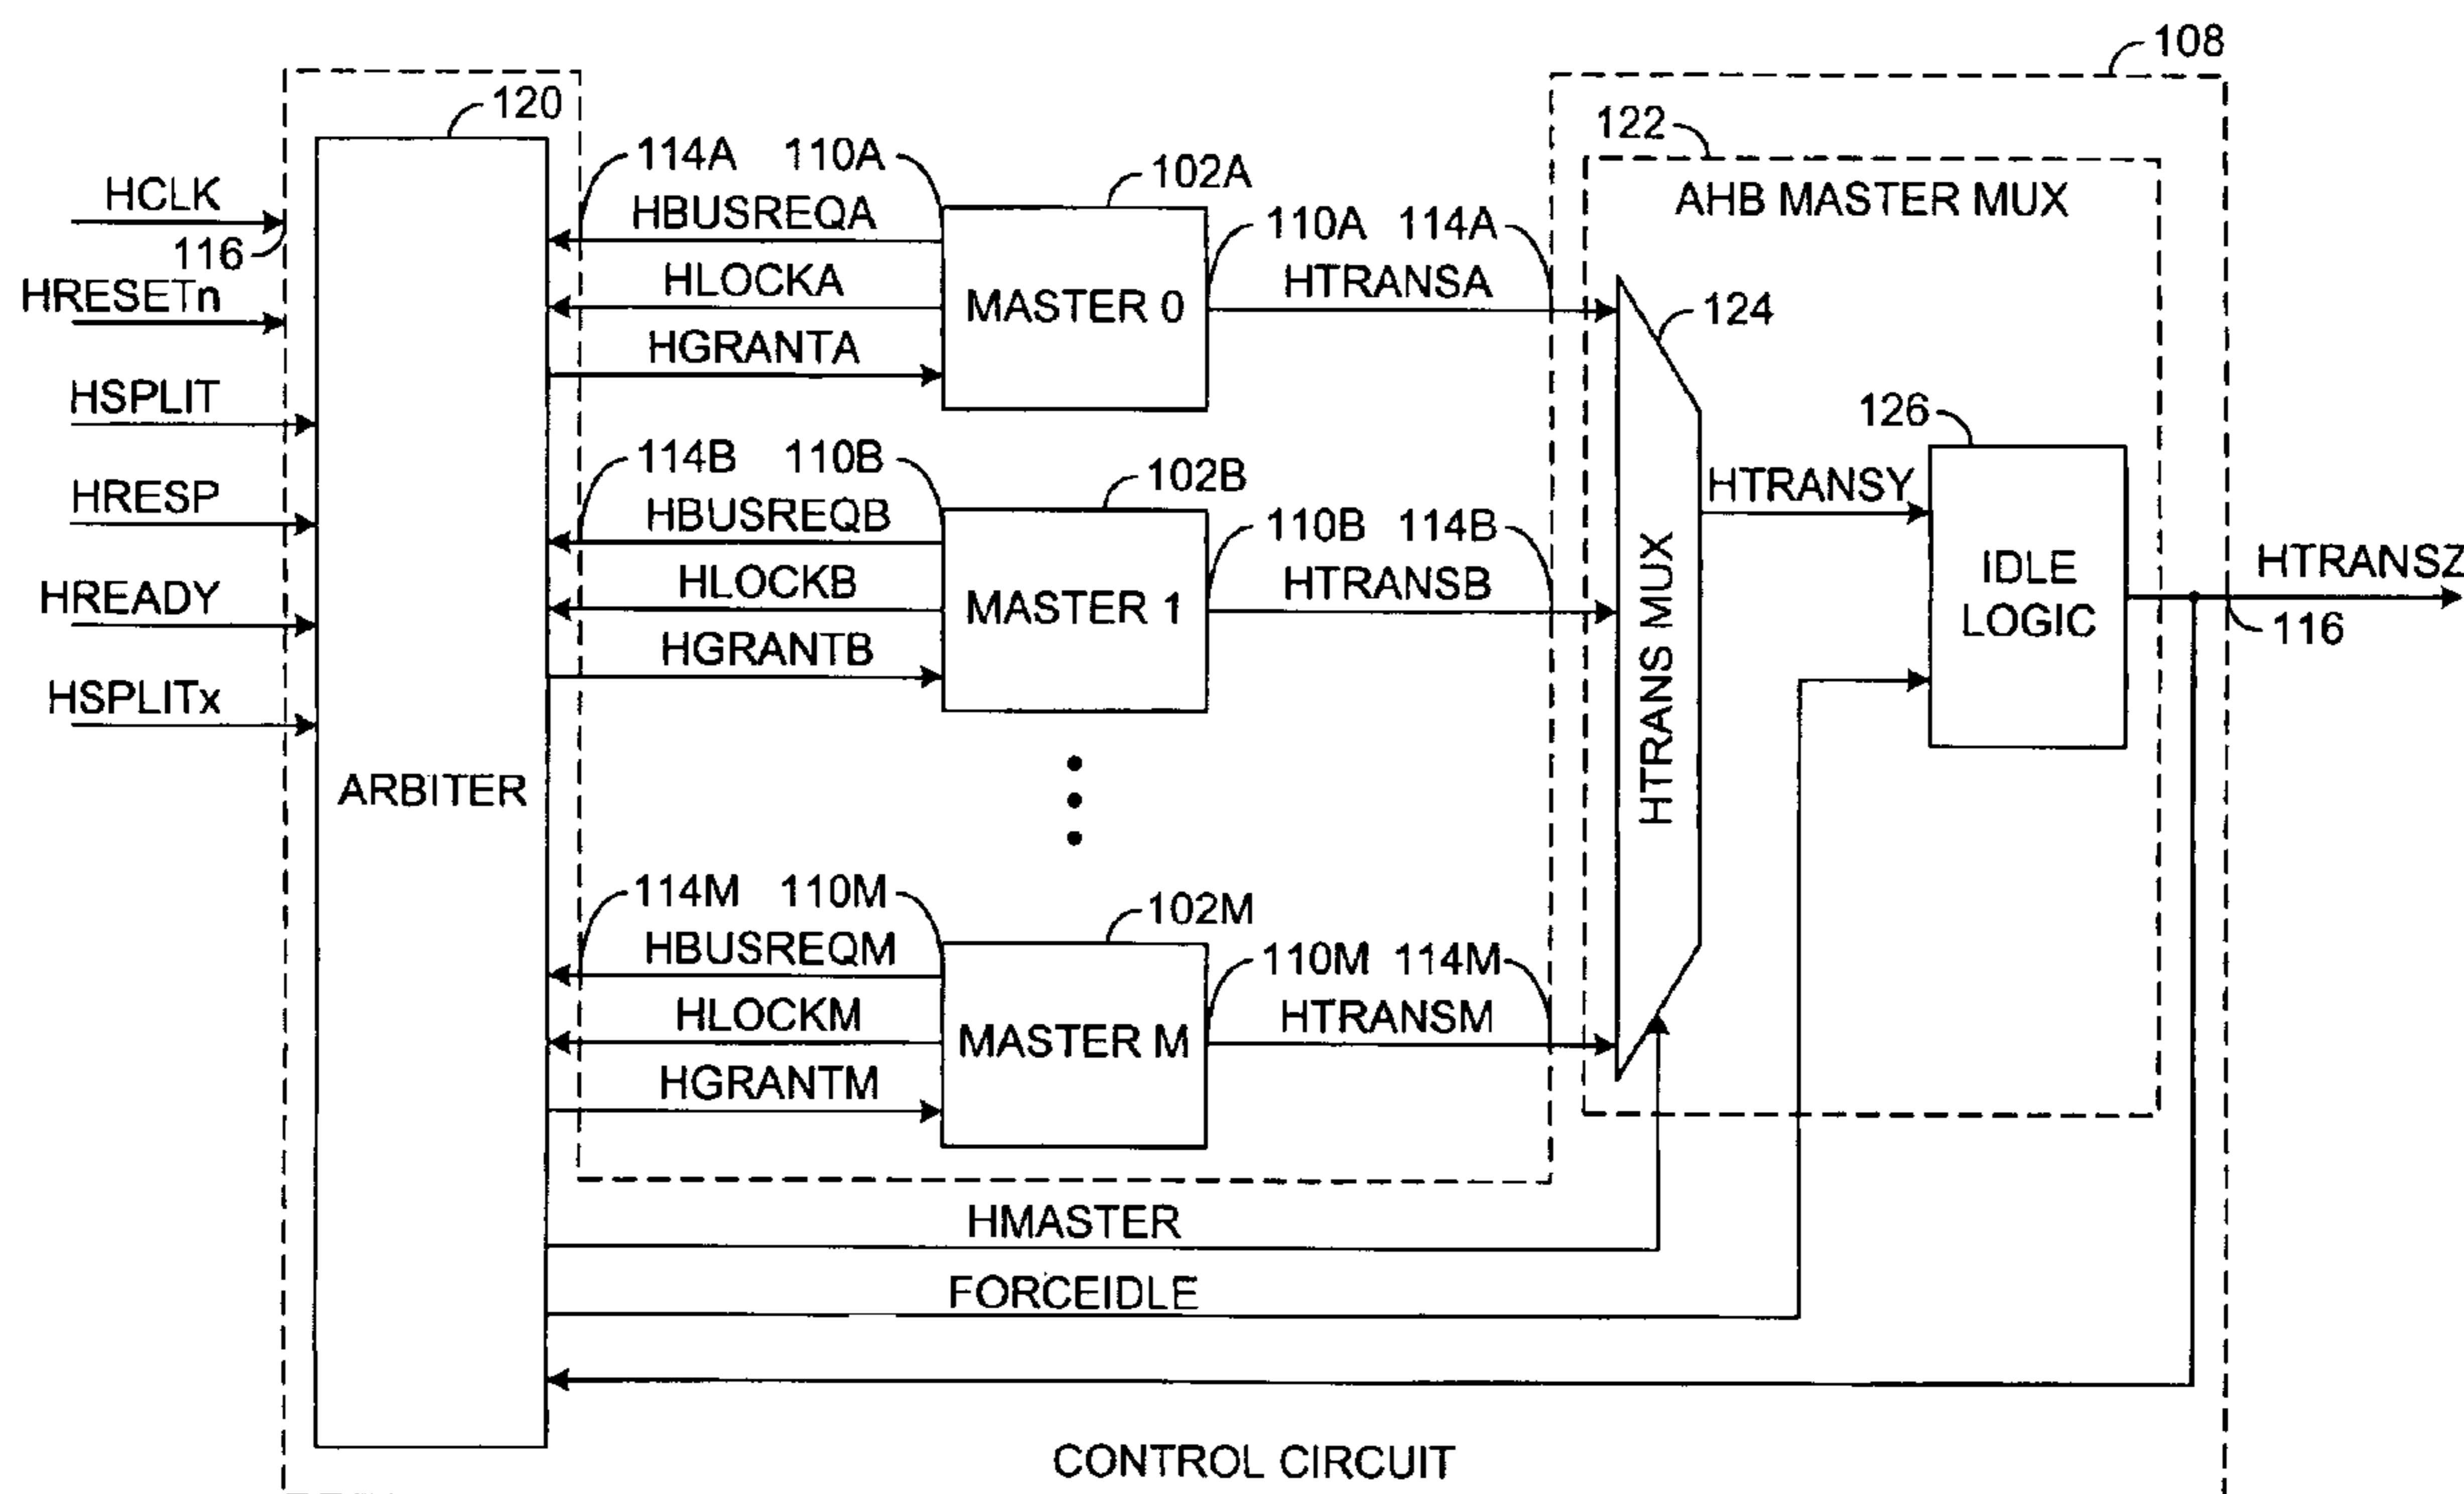 108
120
122
AHB MASTER MUX
HCLK
116
HRESETn
HSPLIT
HRESP
HREADY
HSPLITx
ARBITER
114A 110A
HBUSREQA
HLOCKA
HGRANTA
102A
MASTER 0
110A 114A
HTRANSA
114B 110B
HBUSREQB
HLOCKB
HGRANTB
102B
MASTER 1
110B 114B
HTRANSB
114M 110M
HBUSREQM
HLOCKM
HGRANTM
102M
MASTER M
110M 114M
HTRANSM
124
HTRANS MUX
HTRANSY
126
IDLE
LOGIC
HTRANSZ
116
HMASTER
FORCEIDLE
CONTROL CIRCUIT